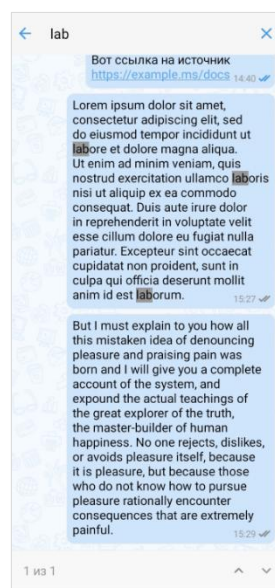 lab
Вот ссылка на источник
https://example.ms/docs 14:40
Lorem ipsum dolor sit amet,
consectetur adipiscing elit, sed
do eiusmod tempor incididunt ut
labore et dolore magna aliqua.
Ut enim ad minim veniam, quis
nostrud exercitation ullamco laboris
nisi ut aliquip ex ea commodo
consequat. Duis aute irure dolor
in reprehenderit in voluptate velit
esse cillum dolore eu fugiat nulla
pariatur. Excepteur sint occaecat
cupidatat non proident, sunt in
culpa qui officia deserunt mollit
anim id est laborum. 15:27
But I must explain to you how all
this mistaken idea of denouncing
pleasure and praising pain was
born and I will give you a complete
account of the system, and
expound the actual teachings of
the great explorer of the truth,
the master-builder of human
happiness. No one rejects, dislikes,
or avoids pleasure itself, because
it is pleasure, but because those
who do not know how to pursue
pleasure rationally encounter
consequences that are extremely
painful. 15:29
1 из 1